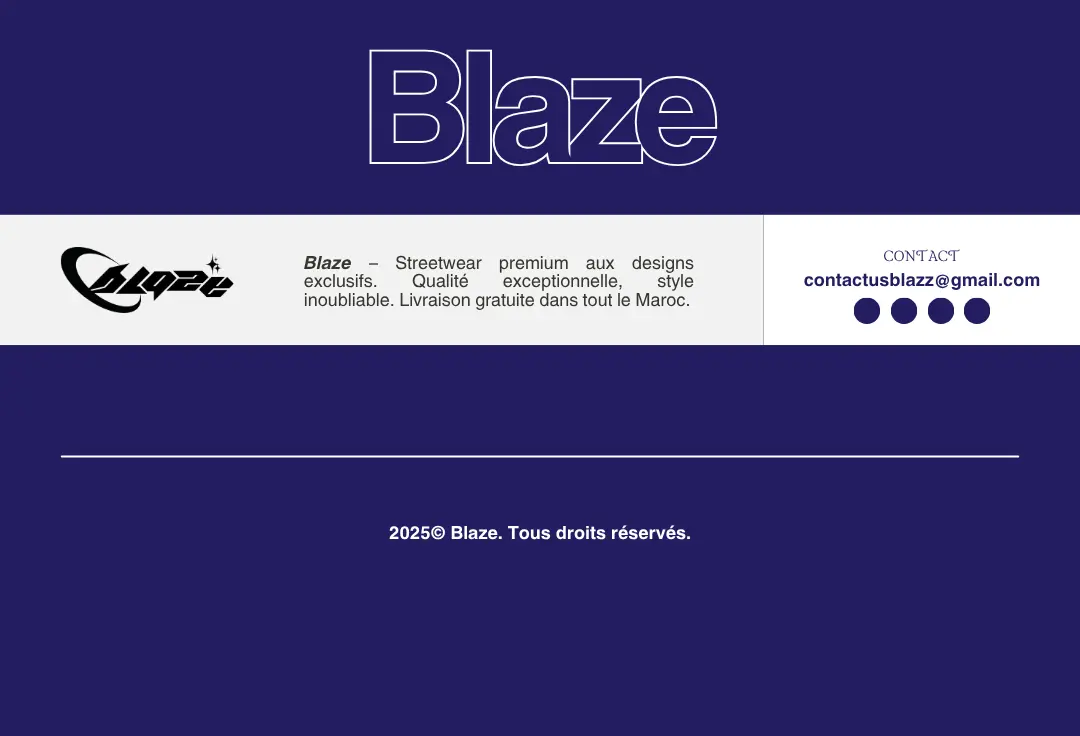 Blaze
blaze
Blaze – Streetwear premium aux designs
exclusifs. Qualité exceptionnelle, style
inoubliable. Livraison gratuite dans tout le Maroc.
CONTACT
contactusblazz@gmail.com
2025© Blaze. Tous droits réservés.